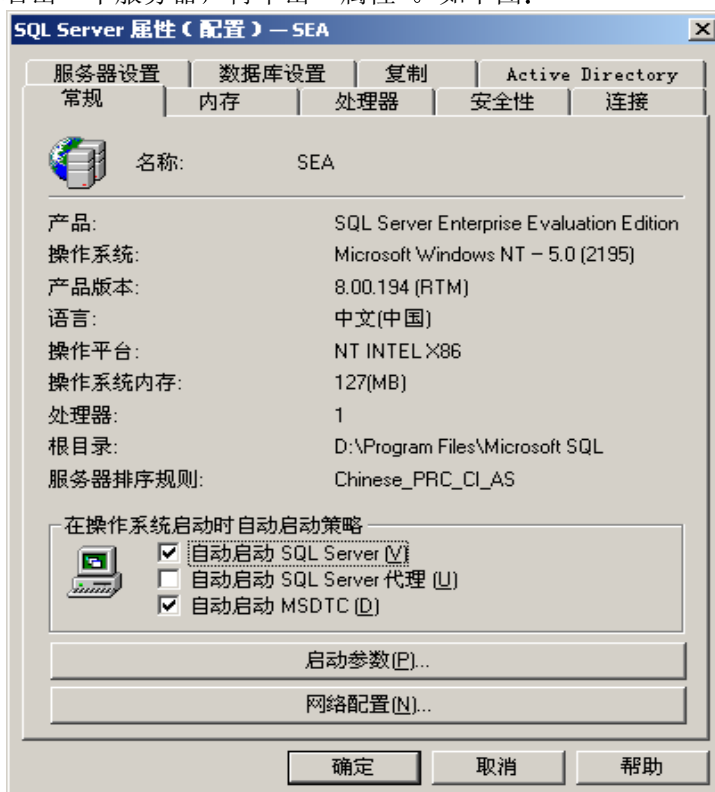 SQL Server 属性(配置) — SEA
服务器设置 数据库设置 复制 Active Directory
常规 内存 处理器 安全性 连接
名称: SEA
产品: SQL Server Enterprise Evaluation Edition
操作系统: Microsoft Windows NT – 5.0 (2195)
产品版本: 8.00.194 (RTM)
语言: 中文(中国)
操作平台: NT INTEL X86
操作系统内存: 127(MB)
处理器: 1
根目录: D:\Program Files\Microsoft SQL
服务器排序规则: Chinese_PRC_CI_AS
在操作系统启动时自动启动策略
自动启动 SQL Server (V)
自动启动 SQL Server 代理 (U)
自动启动 MSDTC (D)
启动参数(P)...
网络配置(N)...
确定 取消 帮助